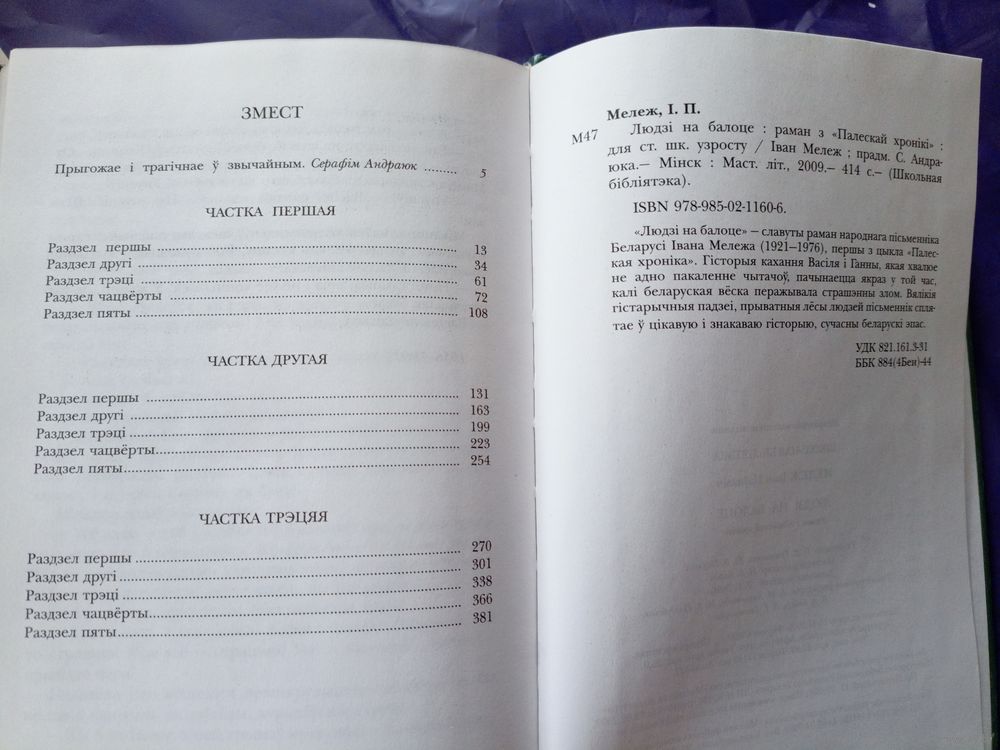 ЗМЕСТ
Прыгожае і трагічнае ў звычайным. Серафім Андраюк ......... 5
ЧАСТКА ПЕРШАЯ
Раздзел першы ........ 13
Раздзел другі ........ 34
Раздзел трэці ........ 61
Раздзел чацвёрты ........ 72
Раздзел пяты ........ 108
ЧАСТКА ДРУГАЯ
Раздзел першы ........ 131
Раздзел другі ........ 163
Раздзел трэці ........ 199
Раздзел чацвёрты ........ 223
Раздзел пяты ........ 254
ЧАСТКА ТРЭЦЯЯ
Раздзел першы ........ 270
Раздзел другі ........ 301
Раздзел трэці ........ 338
Раздзел чацвёрты ........ 366
Раздзел пяты ........ 381
Мележ, І. П.
М47 Людзі на балоце : раман з «Палескай хронікі» :
для ст. шк. узросту / Іван Мележ ; прадм. С. Андра-
юка.– Мінск : Маст. літ., 2009.– 414 с.– (Школьная
бібліятэка).
ISBN 978-985-02-1160-6.
«Людзі на балоце» – славуты раман народнага пісьменніка
Беларусі Івана Мележа (1921–1976), першы з цыкла «Палес-
кая хроніка». Гісторыя кахання Васіля і Ганны, якая хвалюе
не адно пакаленне чытачоў, пачынаецца якраз у той час,
калі беларуская вёска перажывала страшэнны злом. Вялікія
гістарычныя падзеі, прыватныя лёсы людзей пісьменнік спля-
тае ў цікавую і знакаваю гісторыю, сучасны беларускі эпас.
УДК 821.161.3-31
ББК 884(4Бен)-44